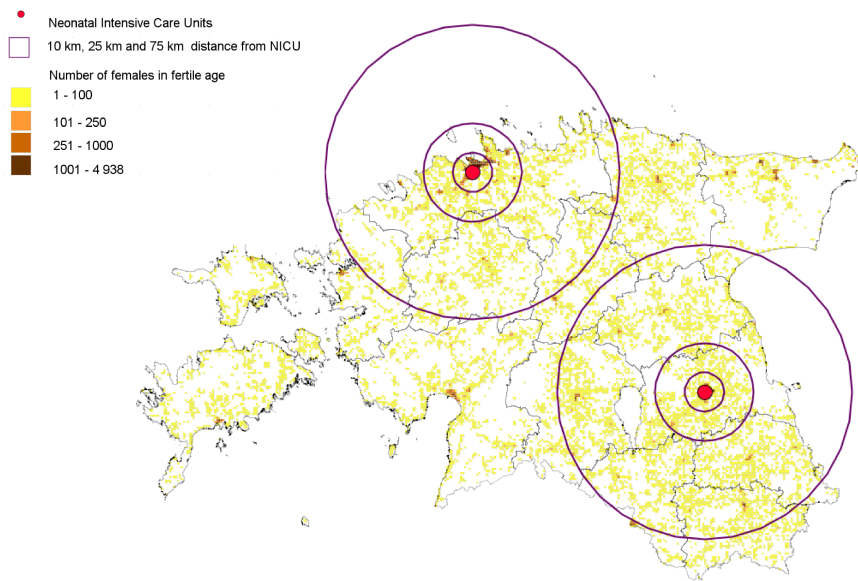 Neonatal Intensive Care Units
10 km, 25 km and 75 km distance from NICU
Number of females in fertile age
1 - 100
101 - 250
251 - 1000
1001 - 4 938